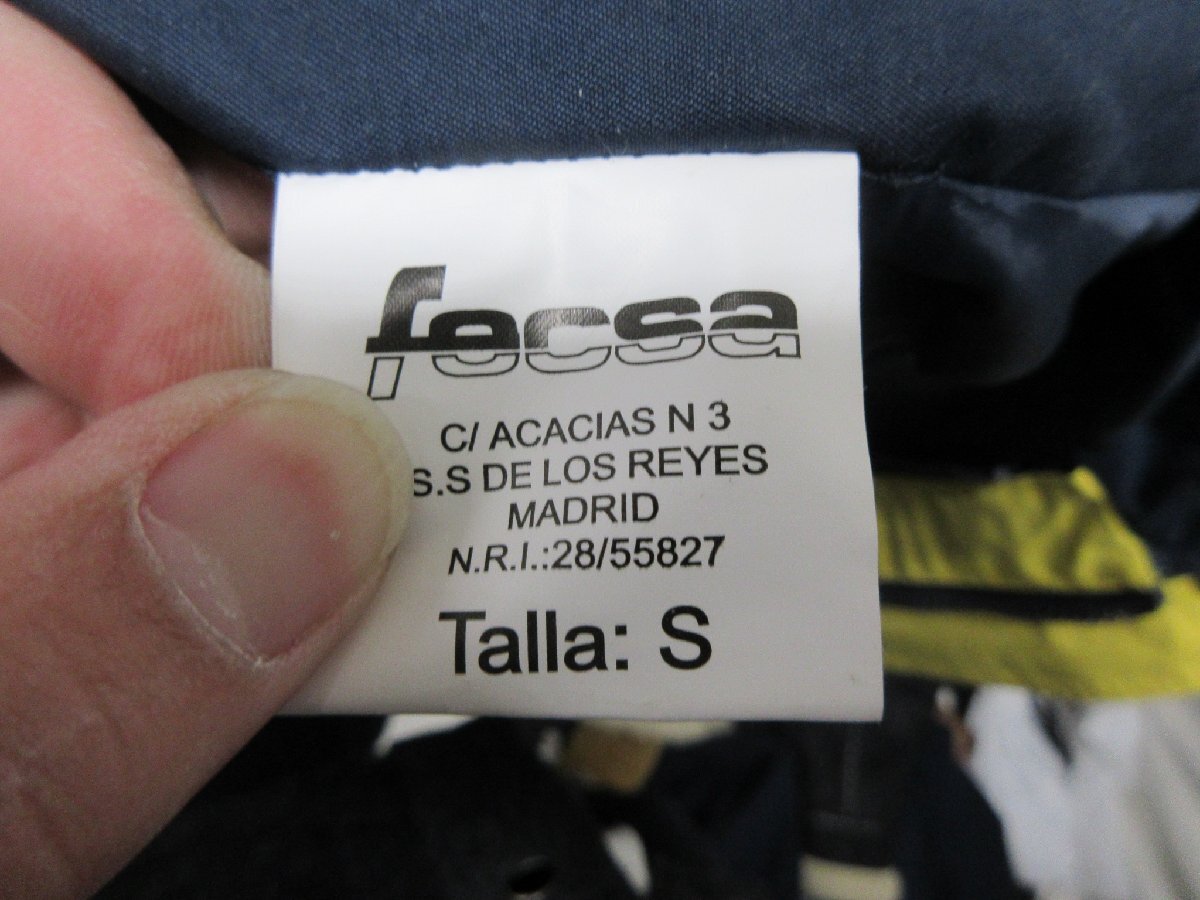 fecsa
C/ ACACIAS N 3
S.S DE LOS REYES
MADRID
N.R.I.:28/55827
Talla: S